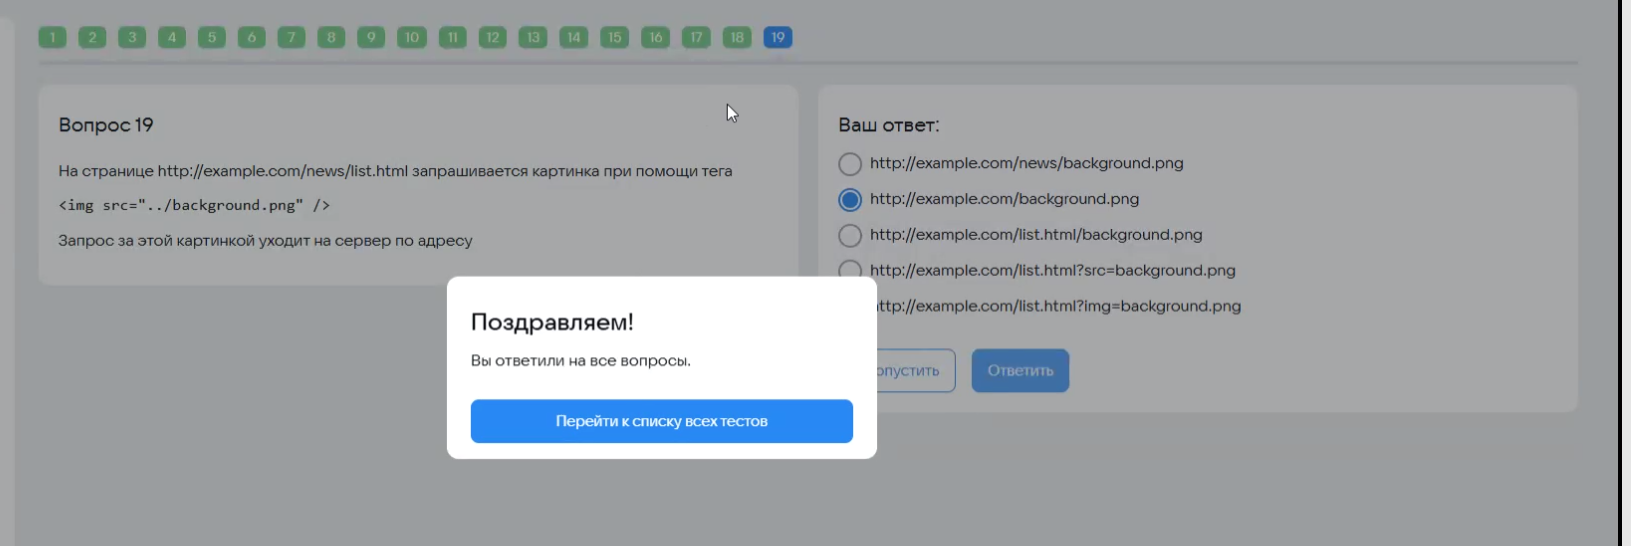 1 2 3 4 5 6 7 8 9 10 11 12 13 14 15 16 17 18 19
Вопрос 19
На странице http://example.com/news/list.html запрашивается картинка при помощи тега
<img src="../background.png" />
Запрос за этой картинкой уходит на сервер по адресу
Ваш ответ:
http://example.com/news/background.png
http://example.com/background.png
http://example.com/list.html/background.png
http://example.com/list.html?src=background.png
ttp://example.com/list.html?img=background.png
опустить
Ответить
Поздравляем!
Вы ответили на все вопросы.
Перейти к списку всех тестов